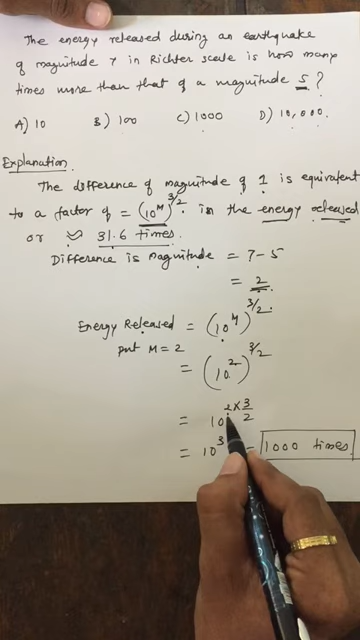 The energy released during an earthquake
of magnitude 7 in Richter scale is how many
times more than that of a magnitude 5?
A) 10 B) 100 C) 1000 D) 10,000.
Explanation
The difference of magnitude of 1 is equivalent
to a factor of = (10^M)^3/2. in the energy released
or ≈ 31.6 times.
Difference is Magnitude = 7-5
= 2.
Energy Released = (10^M)^3/2.
put M = 2
= (10^2)^3/2
= 10^2×3/2
= 10^3 = 1000 times